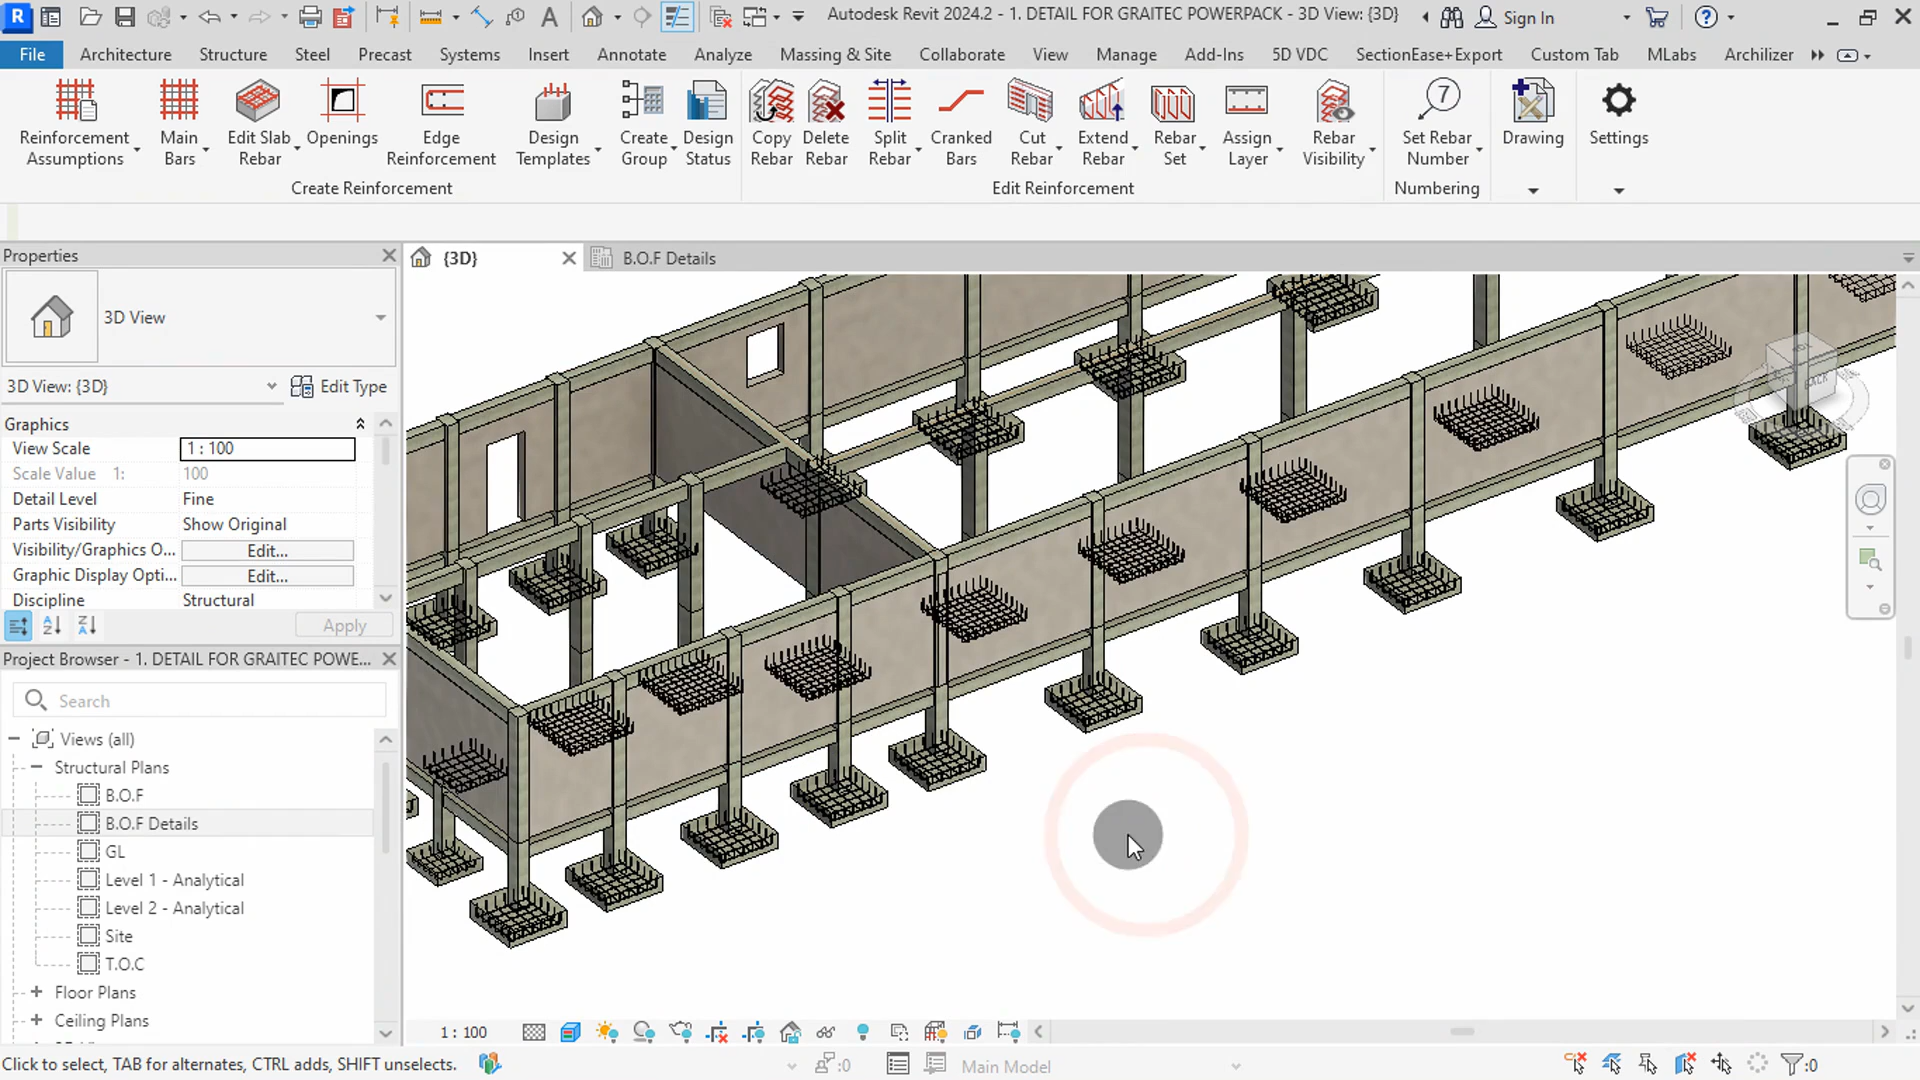 Autodesk Revit 2024.2 - 1. DETAIL FOR GRAITEC POWERPACK - 3D View: {3D}
Sign In
File Architecture Structure Steel Precast Systems Insert Annotate Analyze Massing & Site Collaborate View Manage Add-Ins 5D VDC SectionEase+Export Custom Tab MLabs Archilizer
Reinforcement Assumptions
Main Bars
Edit Slab Rebar
Openings
Edge Reinforcement
Design Templates
Create Group
Design Status
Copy Rebar
Delete Rebar
Split Rebar
Cranked Bars
Cut Rebar
Extend Rebar
Rebar Set
Assign Layer
Rebar Visibility
7
Set Rebar Number
Drawing
Settings
Create Reinforcement
Edit Reinforcement
Numbering
Properties
{3D}
B.O.F Details
3D View
3D View: {3D}
Edit Type
Graphics
View Scale 1 : 100
Scale Value 1: 100
Detail Level Fine
Parts Visibility Show Original
Visibility/Graphics O... Edit...
Graphic Display Opti... Edit...
Discipline Structural
Apply
Project Browser - 1. DETAIL FOR GRAITEC POWE...
Search
Views (all)
Structural Plans
B.O.F
B.O.F Details
GL
Level 1 - Analytical
Level 2 - Analytical
Site
T.O.C
Floor Plans
Ceiling Plans
BACK
1 : 100
Click to select, TAB for alternates, CTRL adds, SHIFT unselects.
:0
Main Model
:0